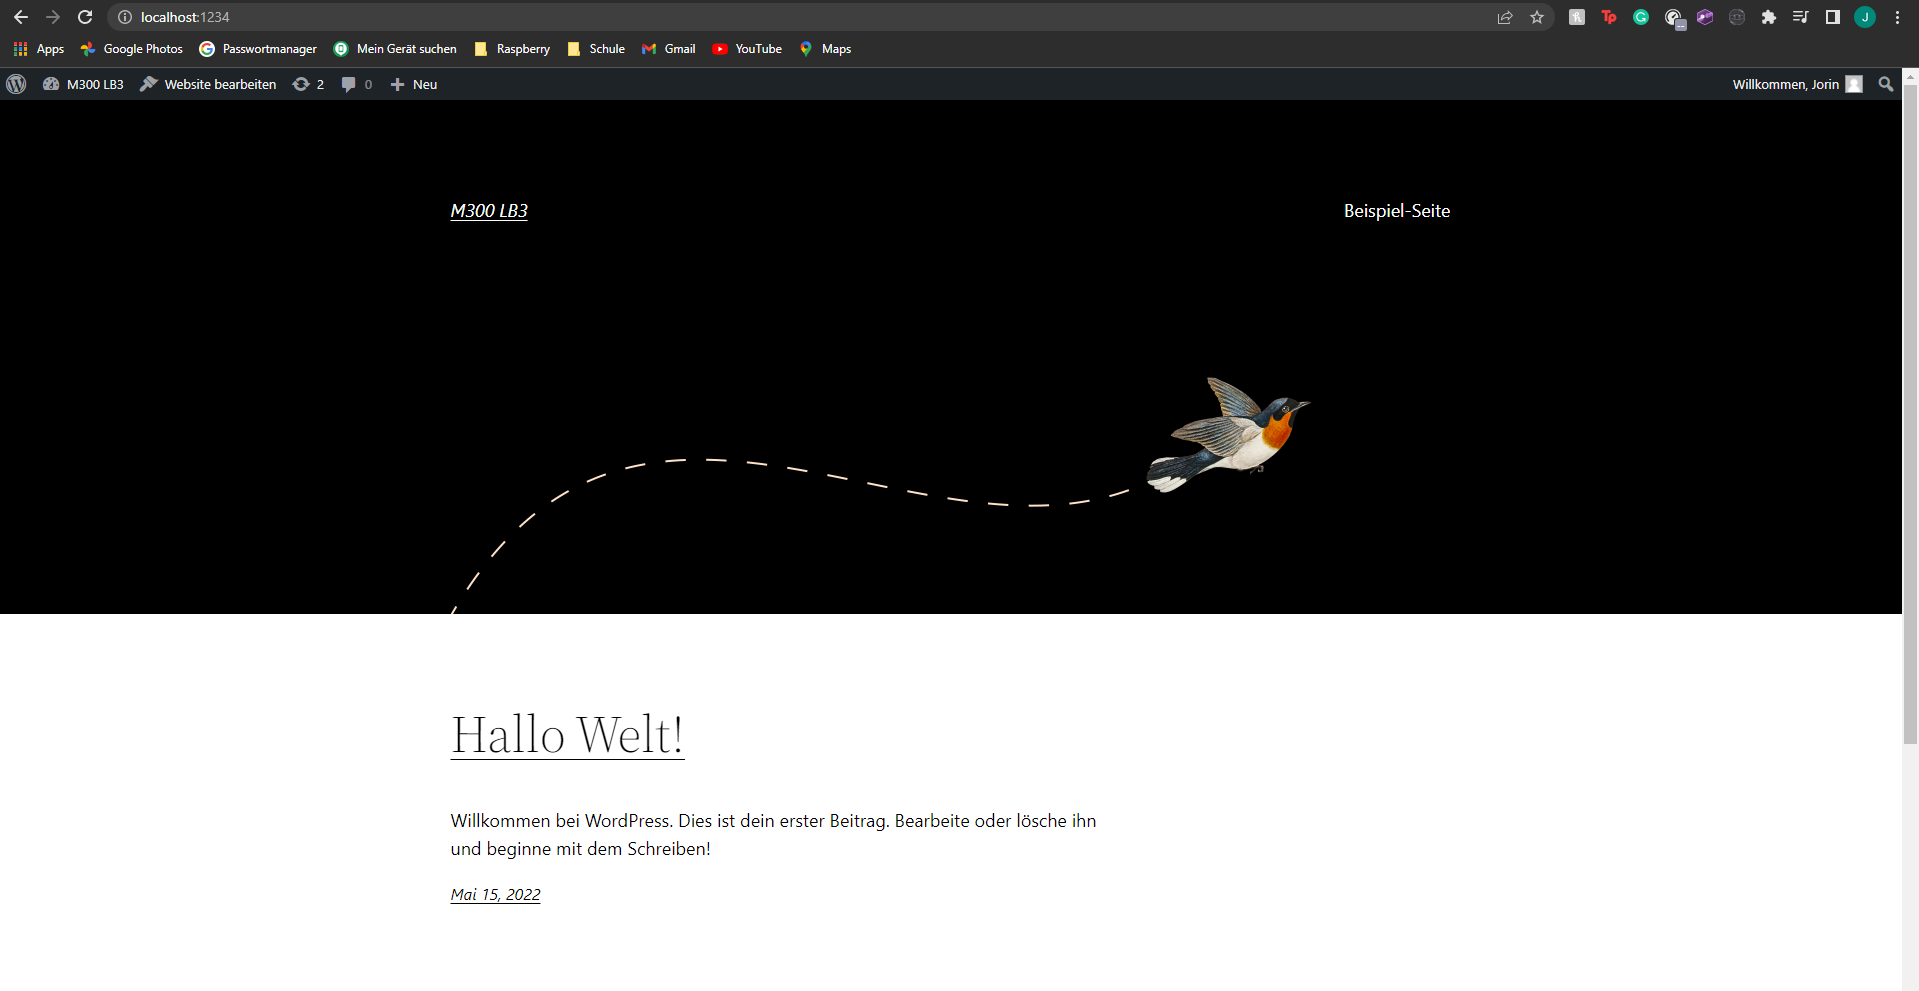 localhost:1234
Apps Google Photos Passwortmanager Mein Gerät suchen Raspberry Schule Gmail YouTube Maps
M300 LB3 Website bearbeiten 2 0 Neu Willkommen, Jorin
M300 LB3 Beispiel-Seite
Hallo Welt!
Willkommen bei WordPress. Dies ist dein erster Beitrag. Bearbeite oder lösche ihn
und beginne mit dem Schreiben!
Mai 15, 2022